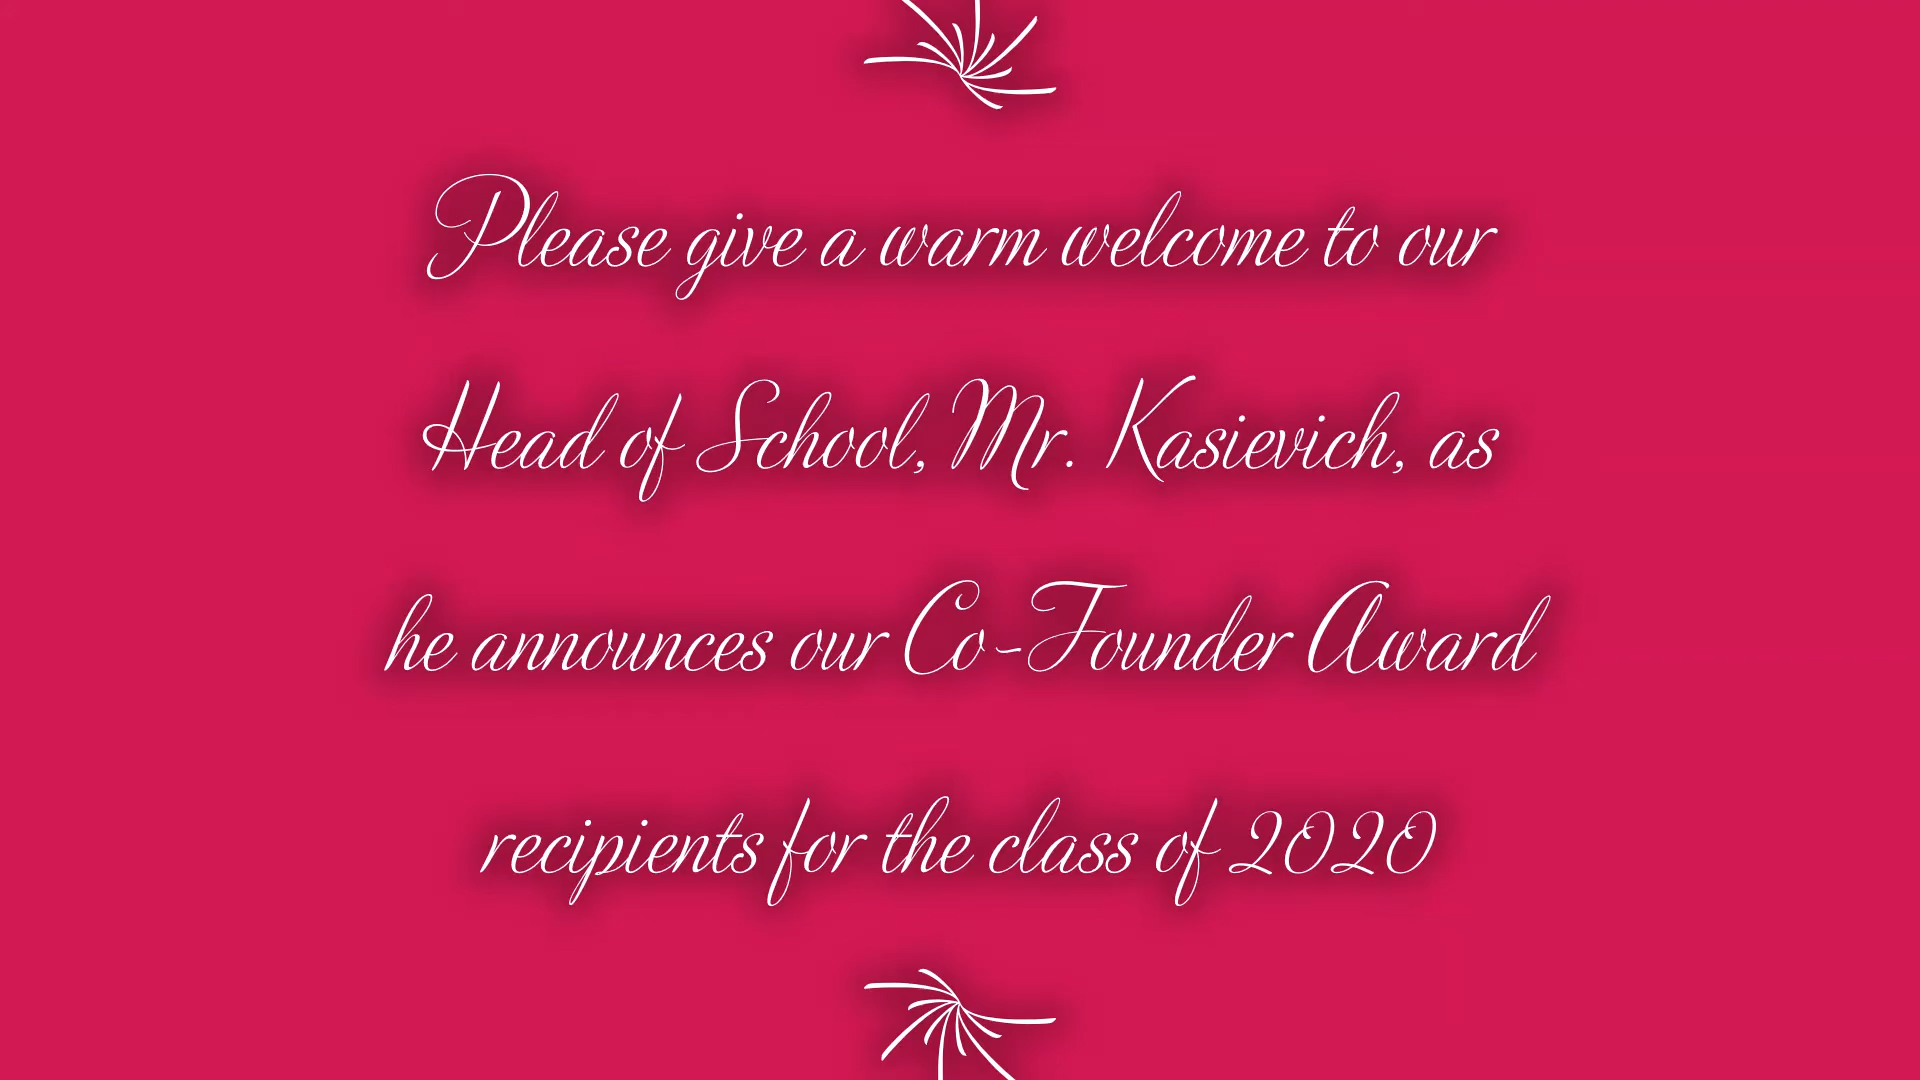 Please give a warm welcome to our
Head of School, Mr. Kasievich, as
he announces our Co-Founder Award
recipients for the class of 2020